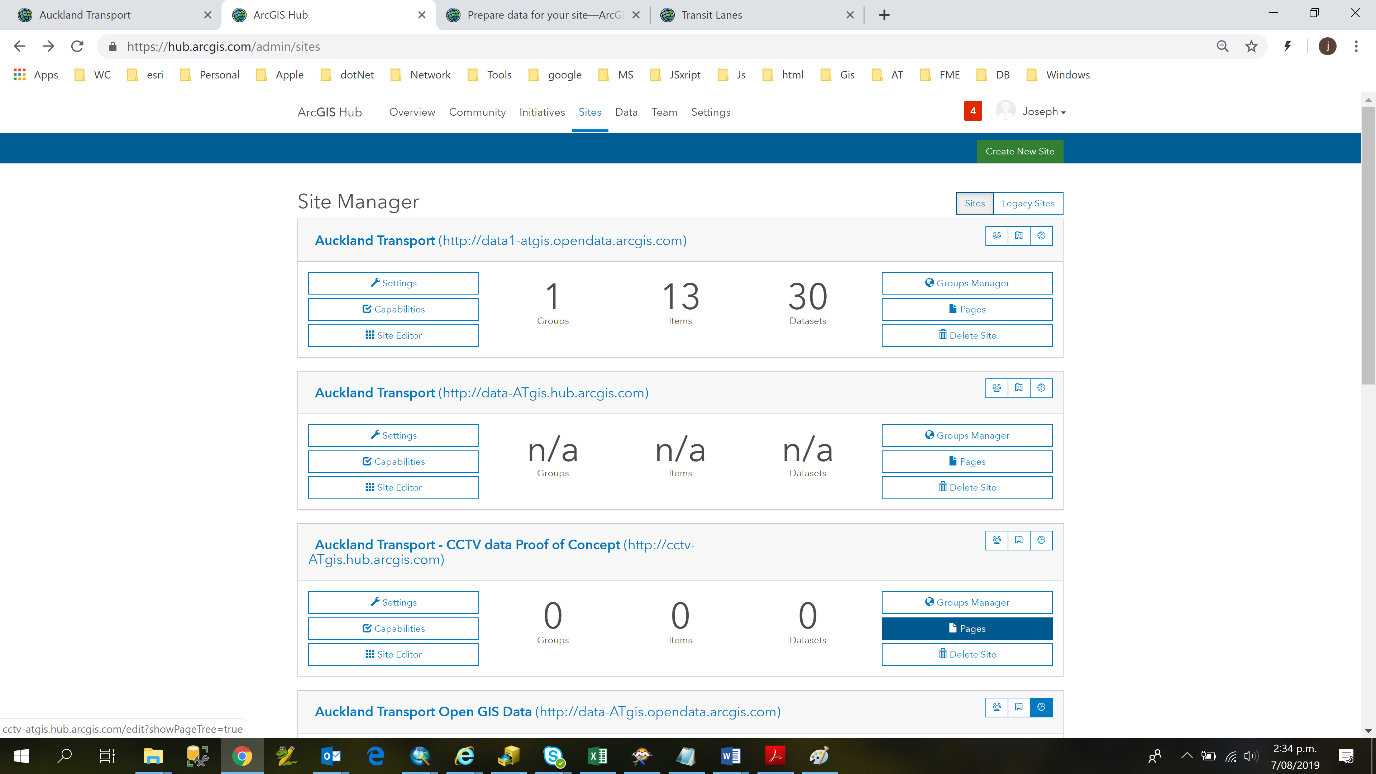 Auckland Transport
ArcGIS Hub
Prepare data for your site—ArcG
Transit Lanes
https://hub.arcgis.com/admin/sites
j
Apps WC esri Personal Apple dotNet Network Tools google MS JSxript Js html Gis AT FME DB Windows
ArcGIS Hub Overview Community Initiatives Sites Data Team Settings 4 Joseph
Create New Site
Site Manager
Sites Legacy Sites
Auckland Transport (http://data1-atgis.opendata.arcgis.com)
Settings 1 13 30 Groups Manager
Capabilities Groups Items Datasets Pages
Site Editor Delete Site
Auckland Transport (http://data-ATgis.hub.arcgis.com)
Settings n/a n/a n/a Groups Manager
Capabilities Groups Items Datasets Pages
Site Editor Delete Site
Auckland Transport - CCTV data Proof of Concept (http://cctv-
ATgis.hub.arcgis.com)
Settings 0 0 0 Groups Manager
Capabilities Groups Items Datasets Pages
Site Editor Delete Site
Auckland Transport Open GIS Data (http://data-ATgis.opendata.arcgis.com)
cctv-atgis.hub.arcgis.com/edit?showPageTree=true
2:34 p.m.
7/08/2019